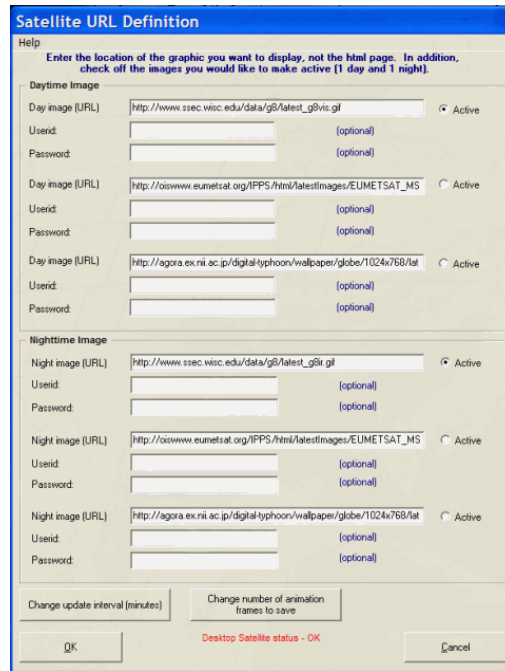 Satellite URL Definition
Help
Enter the location of the graphic you want to display, not the html page. In addition,
check off the images you would like to make active (1 day and 1 night).
Daytime Image
Day image (URL) http://www.ssec.wisc.edu/data/g8/latest_g8vis.gif Active
Userid: (optional)
Password:
Day image (URL) http://oiswww.eumetsat.org/IPPS/html/latestImages/EUMETSAT_MS Active
Userid: (optional)
Password: (optional)
Day image (URL) http://agora.ex.nii.ac.jp/digital-typhoon/wallpaper/globe/1024x768/lat Active
Userid: (optional)
Password: (optional)
Nighttime Image
Night image (URL) http://www.ssec.wisc.edu/data/g8/latest_g8ir.gif Active
Userid: (optional)
Password: (optional)
Night image (URL) http://oiswww.eumetsat.org/IPPS/html/latestImages/EUMETSAT_MS Active
Userid: (optional)
Password: (optional)
Night image (URL) http://agora.ex.nii.ac.jp/digital-typhoon/wallpaper/globe/1024x768/lat Active
Userid: (optional)
Password: (optional)
Change update interval (minutes)
Change number of animation
frames to save
OK
Desktop Satellite status - OK
Cancel